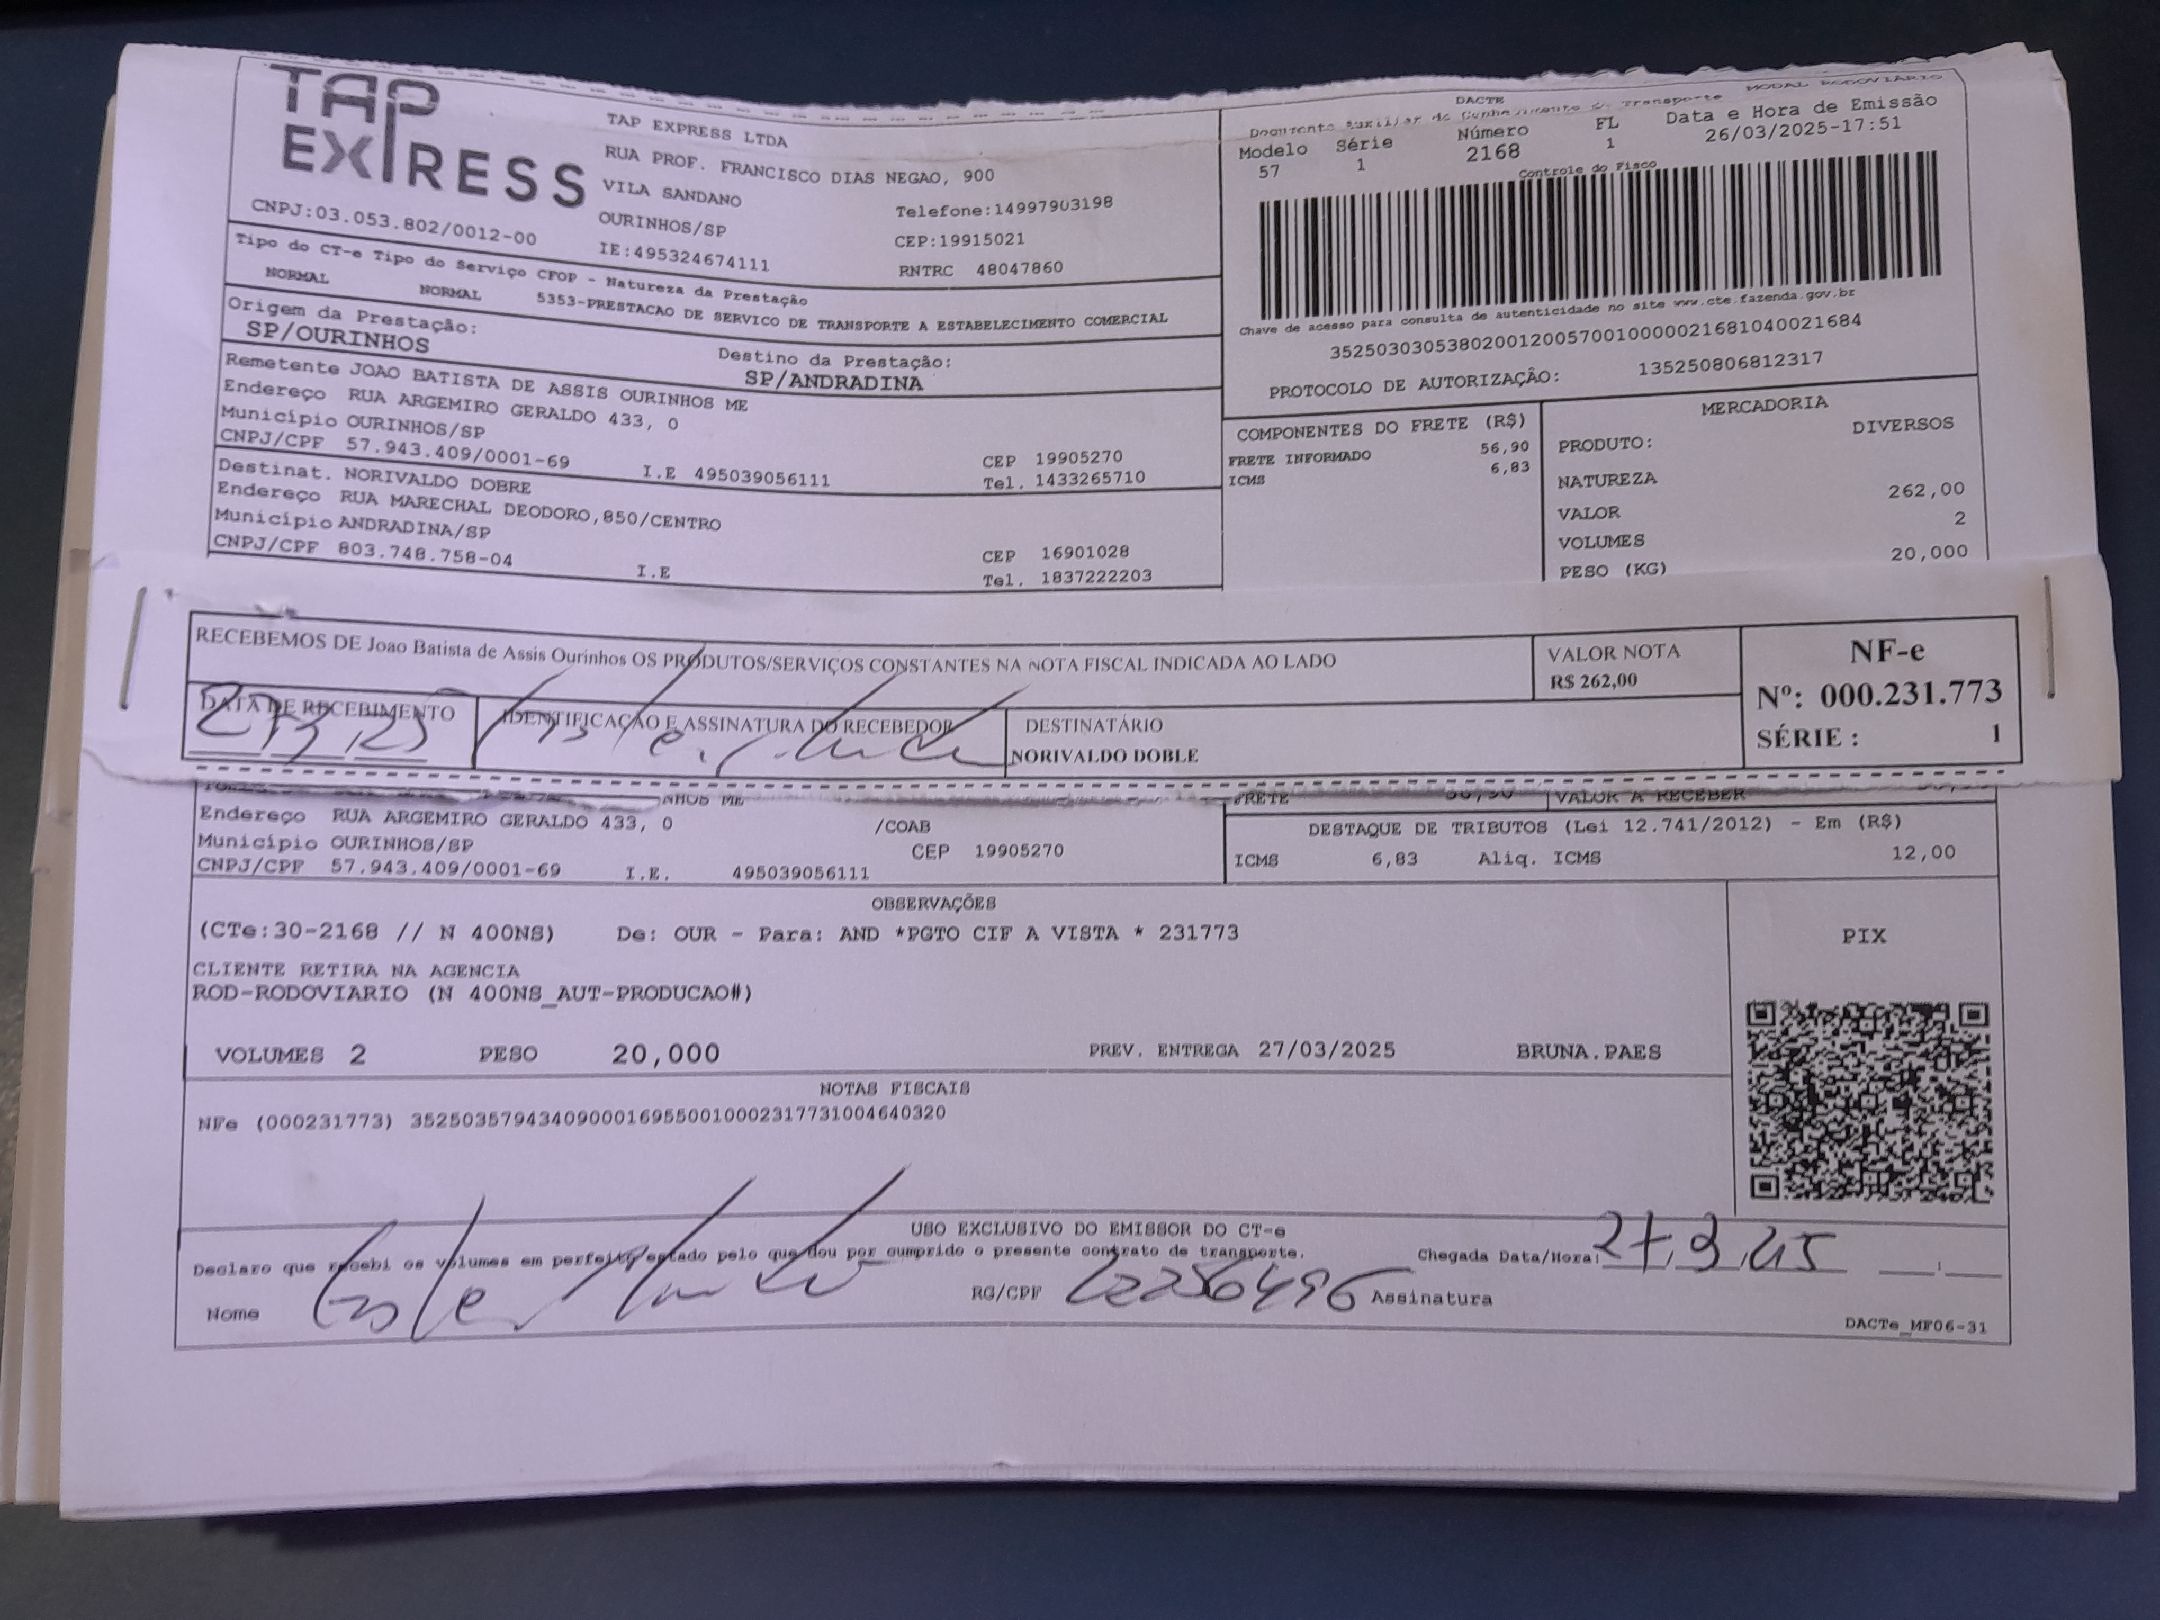 TAP EXPRESS
TAP EXPRESS LTDA
RUA PROF. FRANCISCO DIAS NEGAO, 900
VILA SANDANO
OURINHOS/SP
Telefone:14997903198
CEP:19915021
CNPJ:03.053.802/0012-00
IE:495324674111
RNTRC 48047860
MODAL RODOVIARIO
DACTE
Documento Auxiliar do Conhecimento de Transporte
Modelo Série Número FL Data e Hora de Emissão
57 1 2168 1 26/03/2025-17:51
Controle do Fisco
Chave de acesso para consulta de autenticidade no site www.cte.fazenda.gov.br
35250303053802001200570010000021681040021684
PROTOCOLO DE AUTORIZAÇÃO: 135250806812317
Tipo do CT-e Tipo do Serviço CFOP - Natureza da Prestação
NORMAL NORMAL 5353-PRESTACAO DE SERVICO DE TRANSPORTE A ESTABELECIMENTO COMERCIAL
Origem da Prestação: Destino da Prestação:
SP/OURINHOS SP/ANDRADINA
Remetente JOAO BATISTA DE ASSIS OURINHOS ME
Endereço RUA ARGEMIRO GERALDO 433, 0
Município OURINHOS/SP CEP 19905270
CNPJ/CPF 57.943.409/0001-69 I.E 495039056111 Tel. 1433265710
Destinat. NORIVALDO DOBRE
Endereço RUA MARECHAL DEODORO,850/CENTRO
Município ANDRADINA/SP CEP 16901028
CNPJ/CPF 803.748.758-04 I.E Tel. 1837222203
COMPONENTES DO FRETE (R$)
FRETE INFORMADO 56,90
ICMS 6,83
MERCADORIA
PRODUTO: DIVERSOS
NATUREZA
VALOR 262,00
VOLUMES 2
PESO (KG) 20,000
RECEBEMOS DE Joao Batista de Assis Ourinhos OS PRODUTOS/SERVIÇOS CONSTANTES NA NOTA FISCAL INDICADA AO LADO
VALOR NOTA
R$ 262,00
NF-e
Nº: 000.231.773
SÉRIE : 1
DATA DE RECEBIMENTO
27 3 25
IDENTIFICAÇÃO E ASSINATURA DO RECEBEDOR
DESTINATÁRIO
NORIVALDO DOBLE
NHOS ME
FRETE 56,90 VALOR A RECEBER
Endereço RUA ARGEMIRO GERALDO 433, 0 /COAB
Município OURINHOS/SP CEP 19905270
CNPJ/CPF 57.943.409/0001-69 I.E. 495039056111
DESTAQUE DE TRIBUTOS (Lei 12.741/2012) - Em (R$)
ICMS 6,83 Aliq. ICMS 12,00
OBSERVAÇÕES
(CTe:30-2168 // N 400NS) De: OUR - Para: AND *PGTO CIF A VISTA * 231773
CLIENTE RETIRA NA AGENCIA
ROD-RODOVIARIO (N 400NS_AUT-PRODUCAO#)
PIX
VOLUMES 2 PESO 20,000 PREV. ENTREGA 27/03/2025 BRUNA.PAES
NOTAS FISCAIS
NFe (000231773) 35250357943409000169550010002317731004640320
USO EXCLUSIVO DO EMISSOR DO CT-e
Declaro que recebi os volumes em perfeito estado pelo que dou por cumprido o presente contrato de transporte.
Chegada Data/Hora:
Nome RG/CPF Assinatura
DACTe_MF06-31